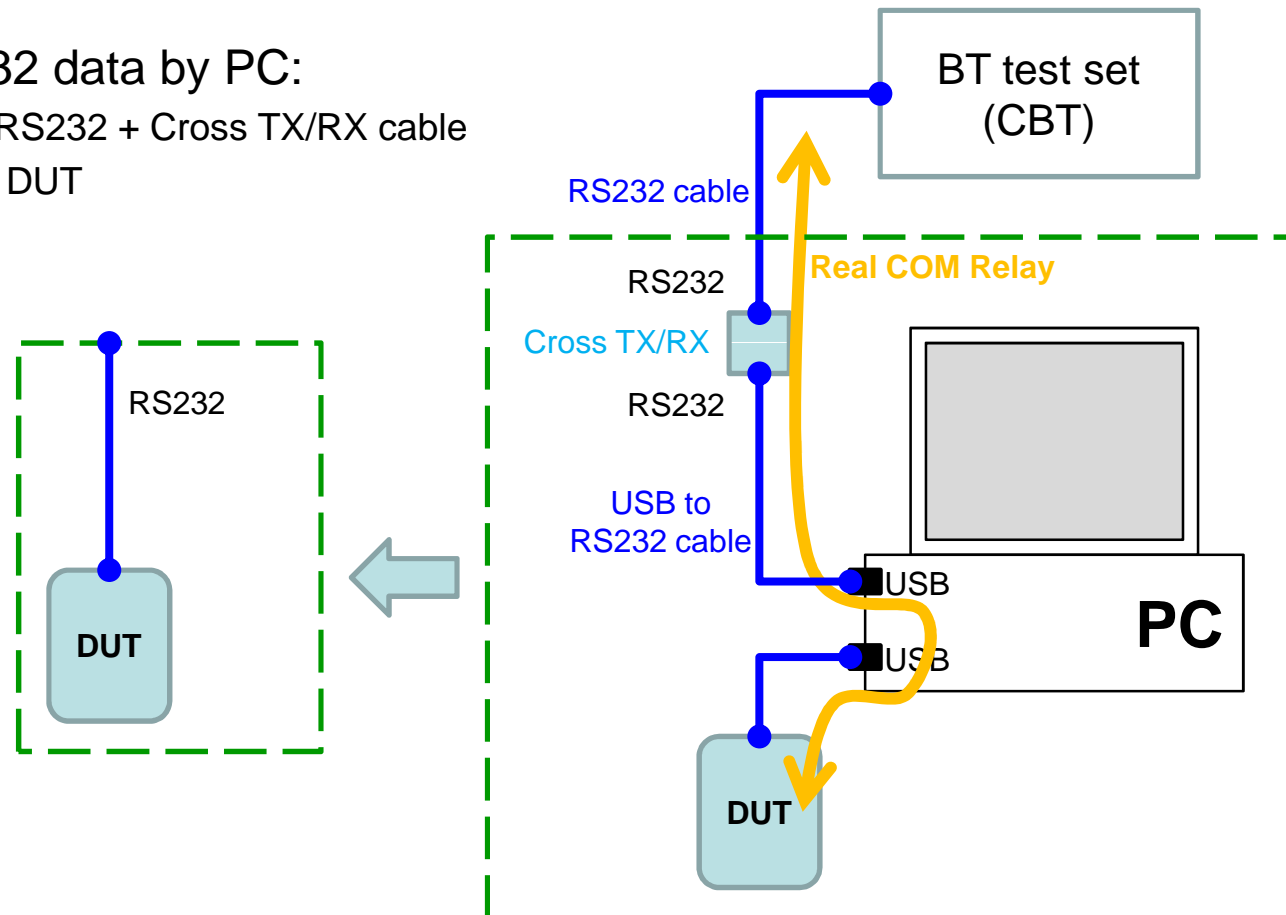 32 data by PC:
RS232 + Cross TX/RX cable
DUT
BT test set
(CBT)
RS232 cable
Real COM Relay
RS232
Cross TX/RX
RS232
RS232
USB to
RS232 cable
USB
PC
USB
DUT
DUT